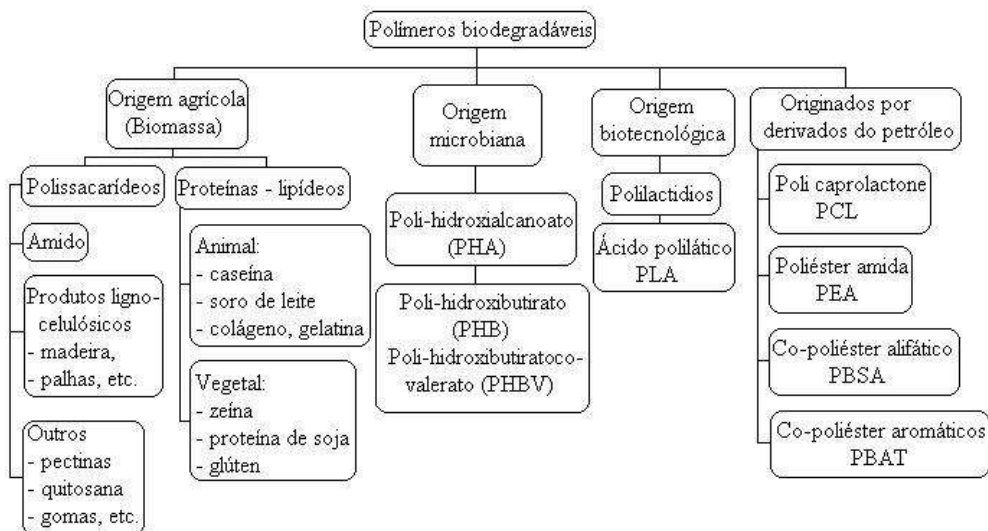 Polímeros biodegradáveis
Origem agrícola
(Biomassa)
Polissacarídeos
Amido
Produtos ligno-
celulósicos
- madeira,
- palhas, etc.
Outros
- pectinas
- quitosana
- gomas, etc.
Proteínas - lipídeos
Animal:
- caseína
- soro de leite
- colágeno, gelatina
Vegetal:
- zeína
- proteína de soja
- glúten
Origem
microbiana
Poli-hidroxialcanoato
(PHA)
Poli-hidroxibutirato
(PHB)
Poli-hidroxibutiratoco-
valerato (PHBV)
Origem
biotecnológica
Polilactidios
Ácido polilático
PLA
Originados por
derivados do petróleo
Poli caprolactone
PCL
Poliéster amida
PEA
Co-poliéster alifático
PBSA
Co-poliéster aromáticos
PBAT